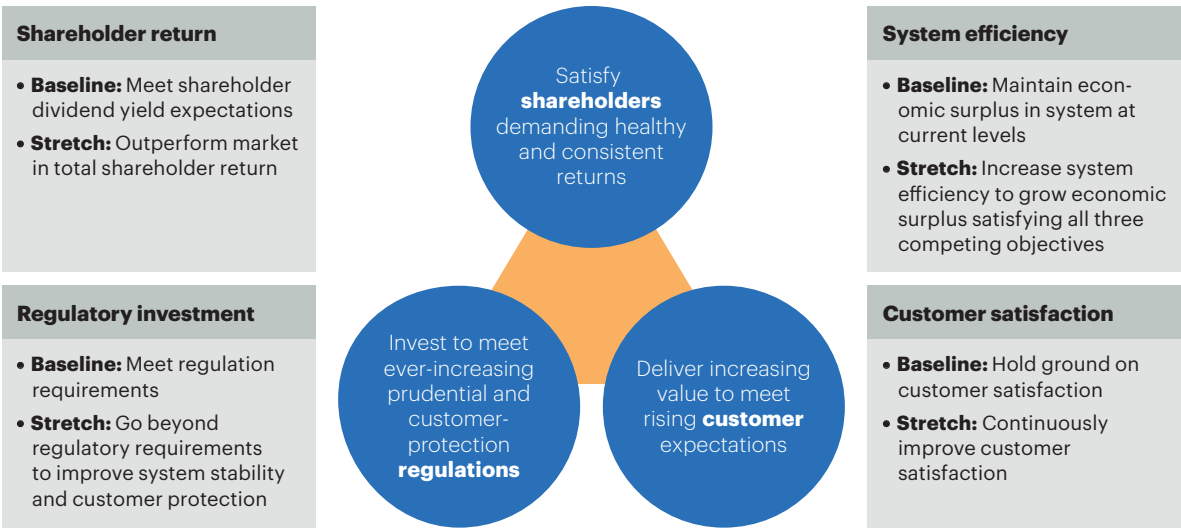 Shareholder return
• Baseline: Meet shareholder
dividend yield expectations
• Stretch: Outperform market
in total shareholder return
Satisfy
shareholders
demanding healthy
and consistent
returns
System efficiency
• Baseline: Maintain econ-
omic surplus in system at
current levels
• Stretch: Increase system
efficiency to grow economic
surplus satisfying all three
competing objectives
Regulatory investment
• Baseline: Meet regulation
requirements
• Stretch: Go beyond
regulatory requirements
to improve system stability
and customer protection
Invest to meet
ever-increasing
prudential and
customer-
protection
regulations
Deliver increasing
value to meet
rising customer
expectations
Customer satisfaction
• Baseline: Hold ground on
customer satisfaction
• Stretch: Continuously
improve customer
satisfaction